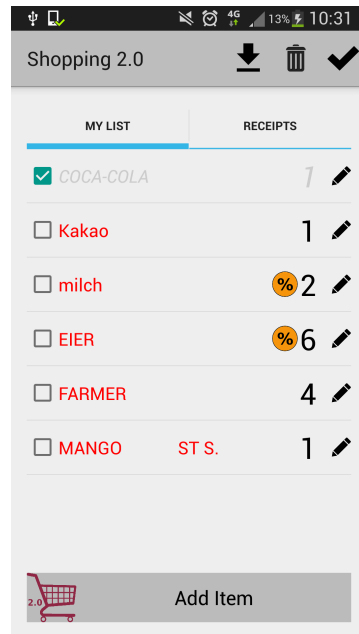 4G 13% 10:31
Shopping 2.0
MY LIST RECEIPTS
COCA-COLA 1
Kakao 1
milch % 2
EIER % 6
FARMER 4
MANGO ST S. 1
2.0 Add Item